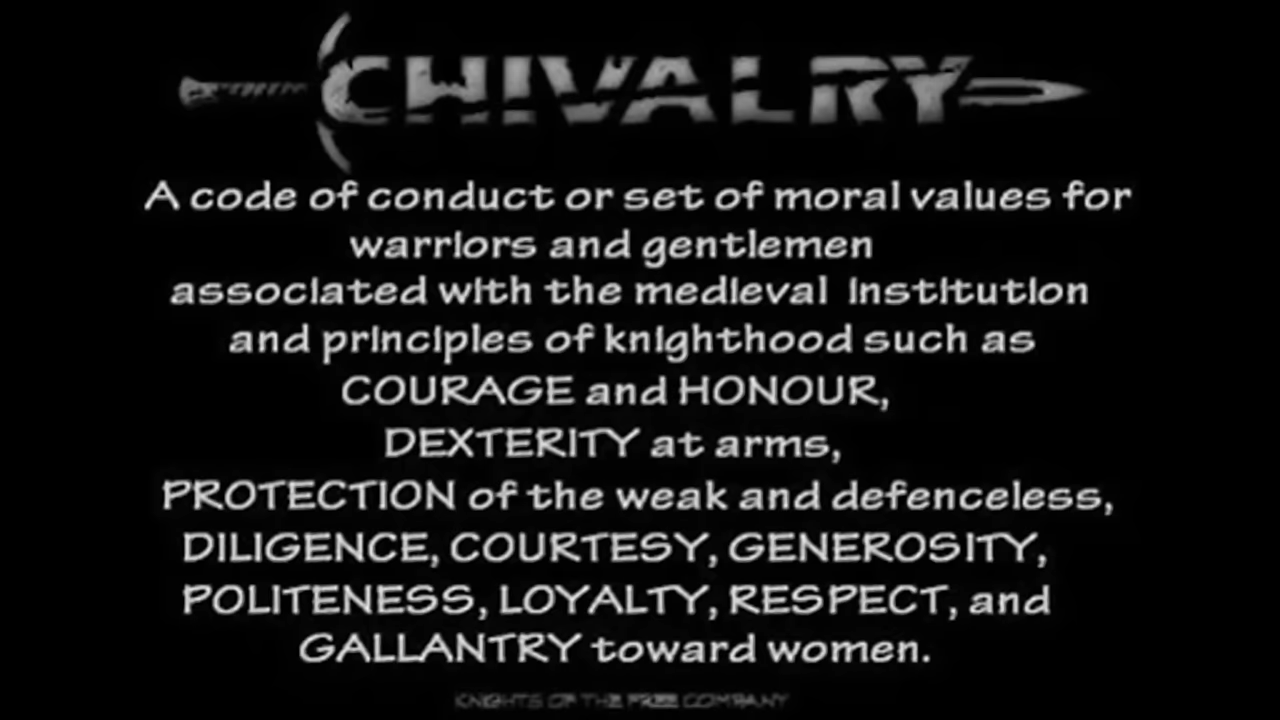 CHIVALRY
A code of conduct or set of moral values for
warriors and gentlemen
associated with the medieval institution
and principles of knighthood such as
COURAGE and HONOUR,
DEXTERITY at arms,
PROTECTION of the weak and defenceless,
DILIGENCE, COURTESY, GENEROSITY,
POLITENESS, LOYALTY, RESPECT, and
GALLANTRY toward women.
KNIGHTS OF THE FREE COMPANY